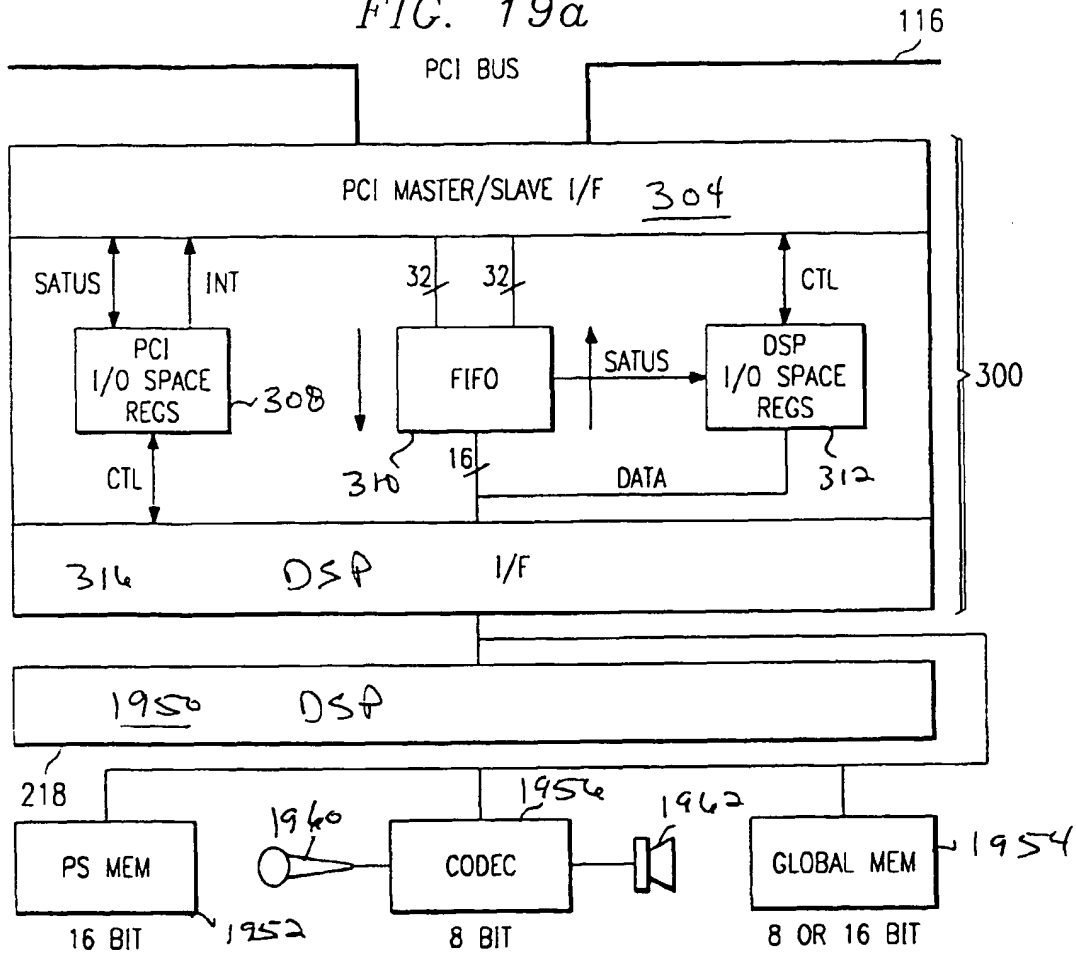 FIG. 19a
116
PCI BUS
PCI MASTER/SLAVE I/F 304
SATUS
INT
32
32
CTL
PCI
I/O SPACE
REGS
308
FIFO
310
SATUS
DSP
I/O SPACE
REGS
312
300
CTL
16
DATA
316 DSP I/F
1950 DSP
218
PS MEM
1952
16 BIT
1960
CODEC
1956
8 BIT
1962
GLOBAL MEM
1954
8 OR 16 BIT